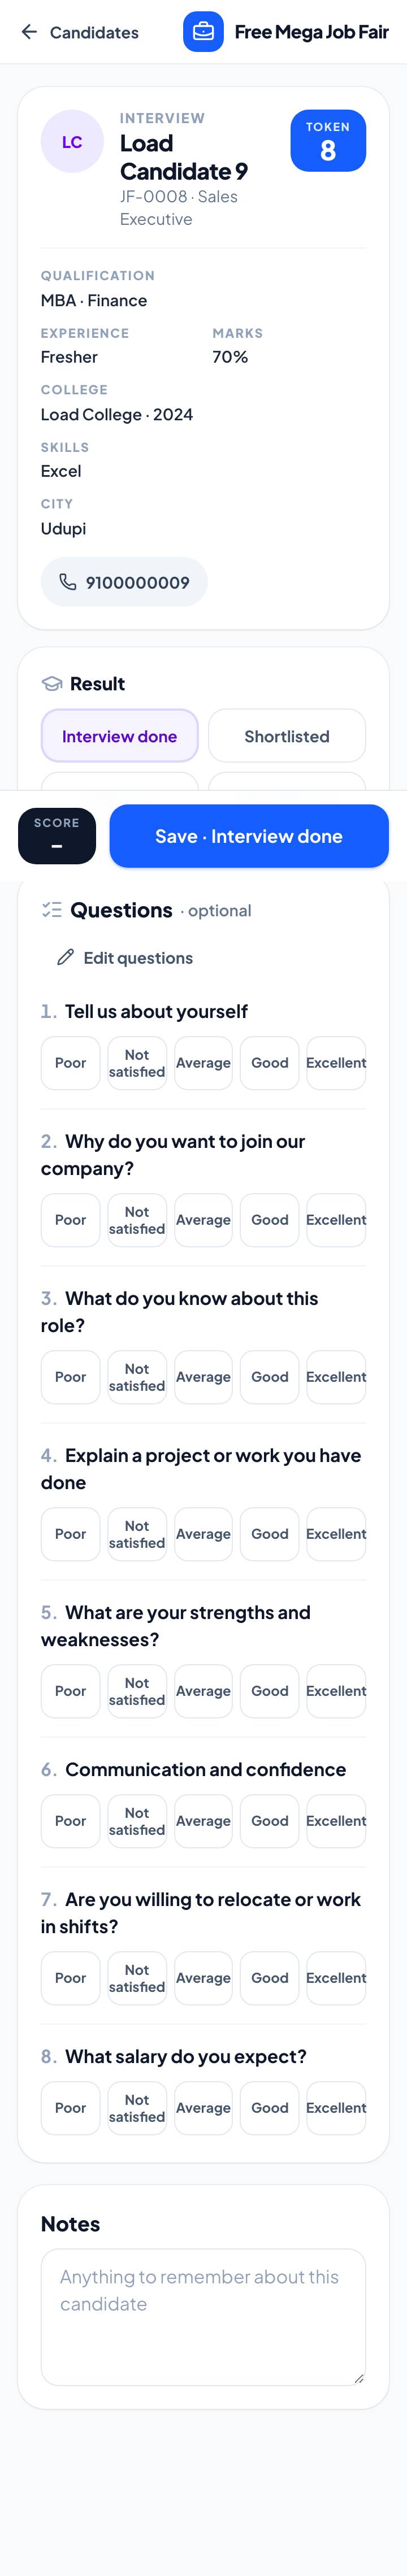 Candidates
Free Mega Job Fair
LC
INTERVIEW
Load
Candidate 9
JF-0008 · Sales
Executive
TOKEN
8
QUALIFICATION
MBA · Finance
EXPERIENCE
MARKS
Fresher
70%
COLLEGE
Load College · 2024
SKILLS
Excel
CITY
Udupi
9100000009
Result
Interview done
Shortlisted
SCORE
–
Save · Interview done
Questions · optional
Edit questions
1. Tell us about yourself
Poor
Not
satisfied
Average
Good
Excellent
2. Why do you want to join our
company?
Poor
Not
satisfied
Average
Good
Excellent
3. What do you know about this
role?
Poor
Not
satisfied
Average
Good
Excellent
4. Explain a project or work you have
done
Poor
Not
satisfied
Average
Good
Excellent
5. What are your strengths and
weaknesses?
Poor
Not
satisfied
Average
Good
Excellent
6. Communication and confidence
Poor
Not
satisfied
Average
Good
Excellent
7. Are you willing to relocate or work
in shifts?
Poor
Not
satisfied
Average
Good
Excellent
8. What salary do you expect?
Poor
Not
satisfied
Average
Good
Excellent
Notes
Anything to remember about this
candidate